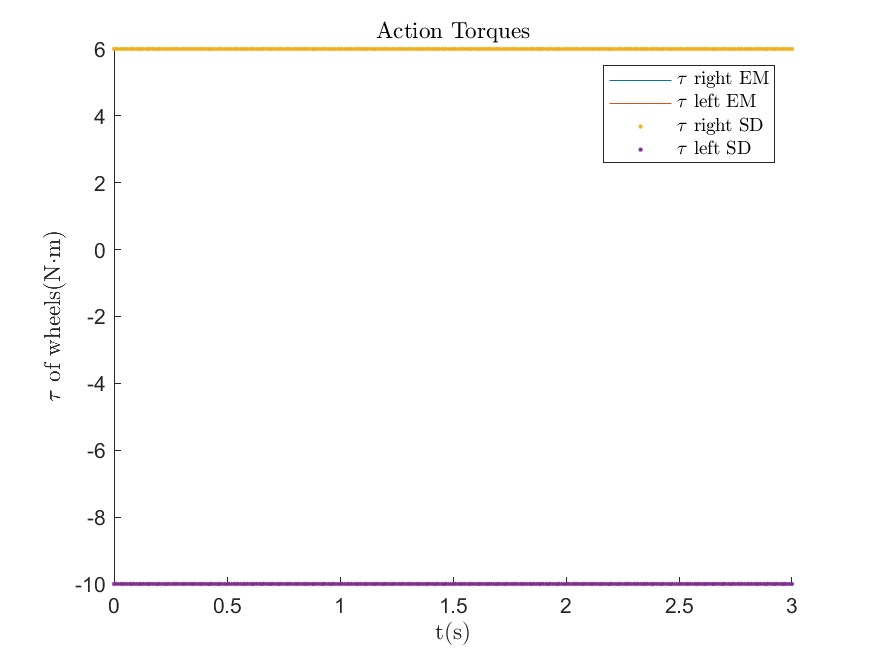 Action Torques
6
4
2
0
-2
-4
-6
-8
-10
τ of wheels(N·m)
τ right EM
τ left EM
τ right SD
τ left SD
0 0.5 1 1.5 2 2.5 3
t(s)